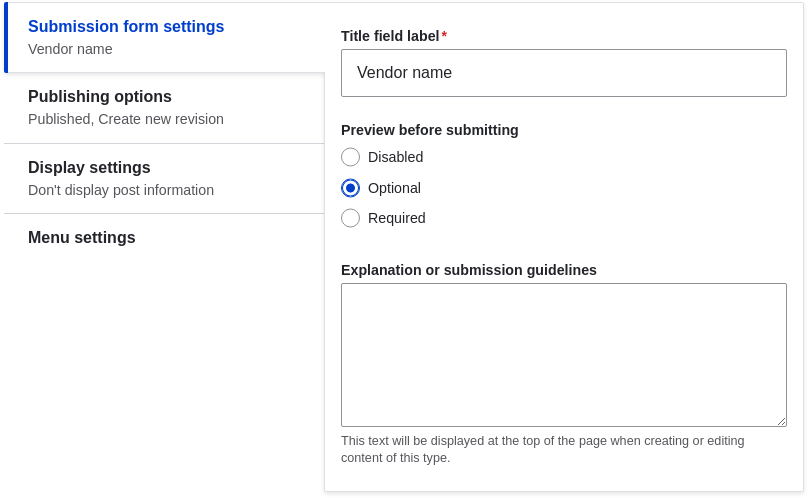 Submission form settings
Vendor name
Publishing options
Published, Create new revision
Display settings
Don't display post information
Menu settings
Title field label*
Vendor name
Preview before submitting
Disabled
Optional
Required
Explanation or submission guidelines
This text will be displayed at the top of the page when creating or editing
content of this type.